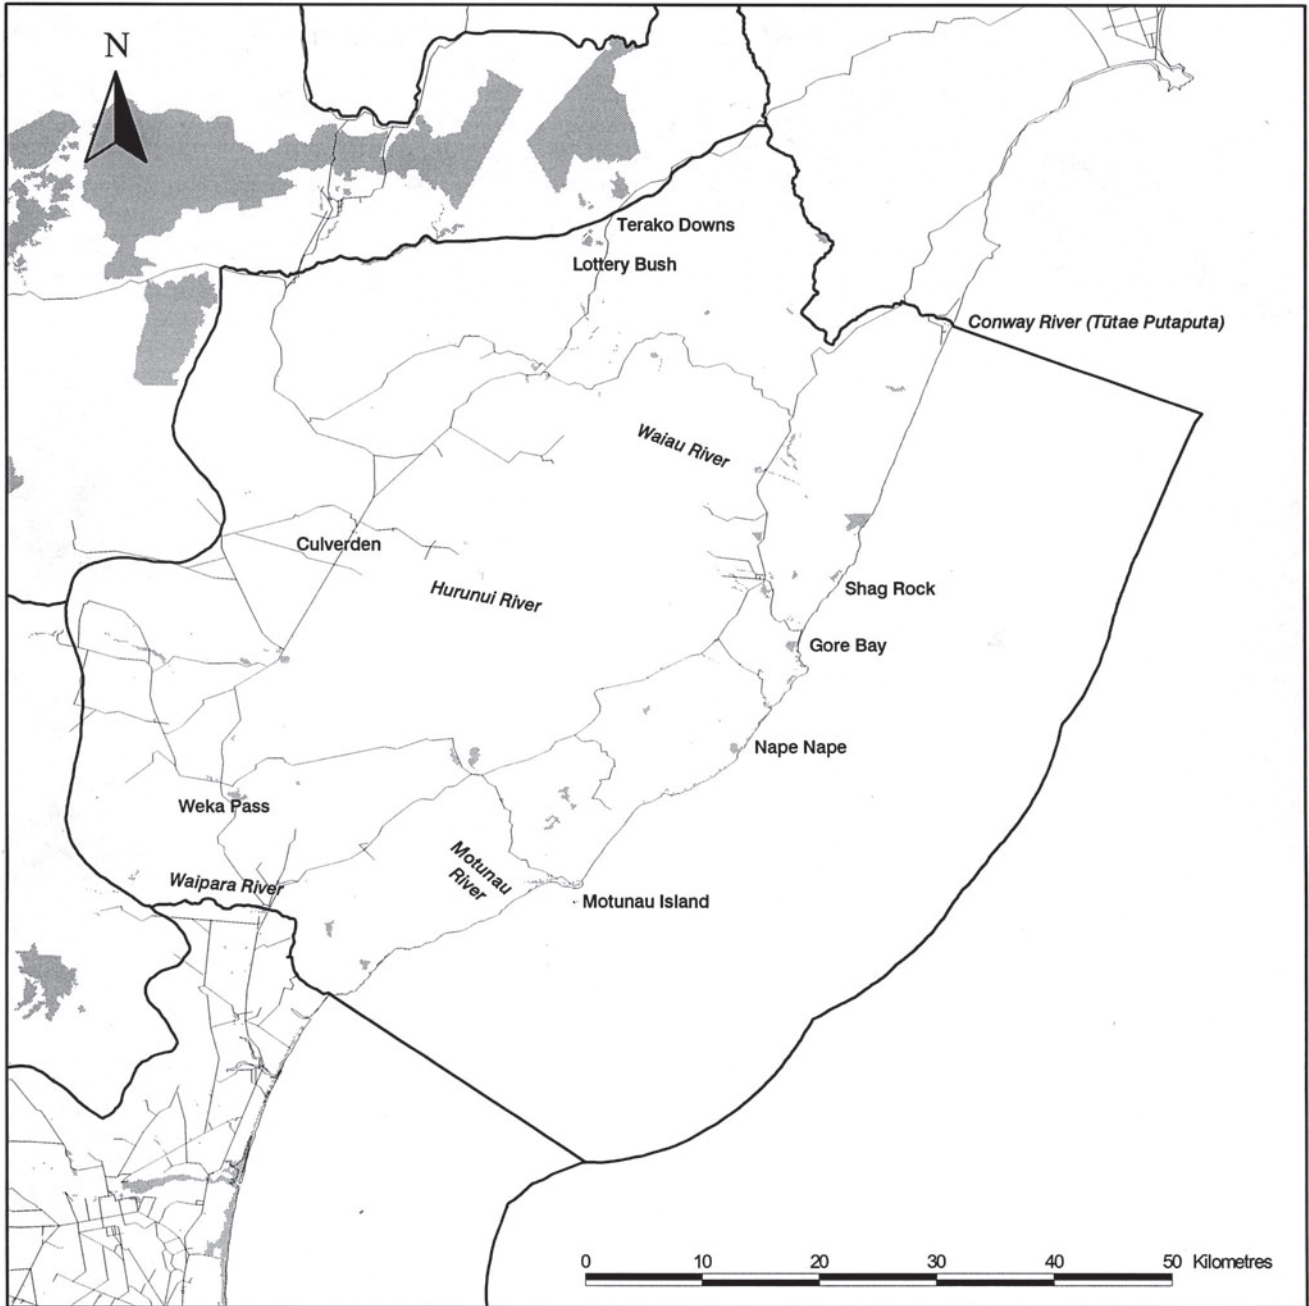 N
Terako Downs
Lottery Bush
Conway River (Tūtae Putaputa)
Waiau River
Culverden
Hurunui River
Shag Rock
Gore Bay
Nape Nape
Weka Pass
Motunau
River
Waipara River
Motunau Island
0 10 20 30 40 50 Kilometres